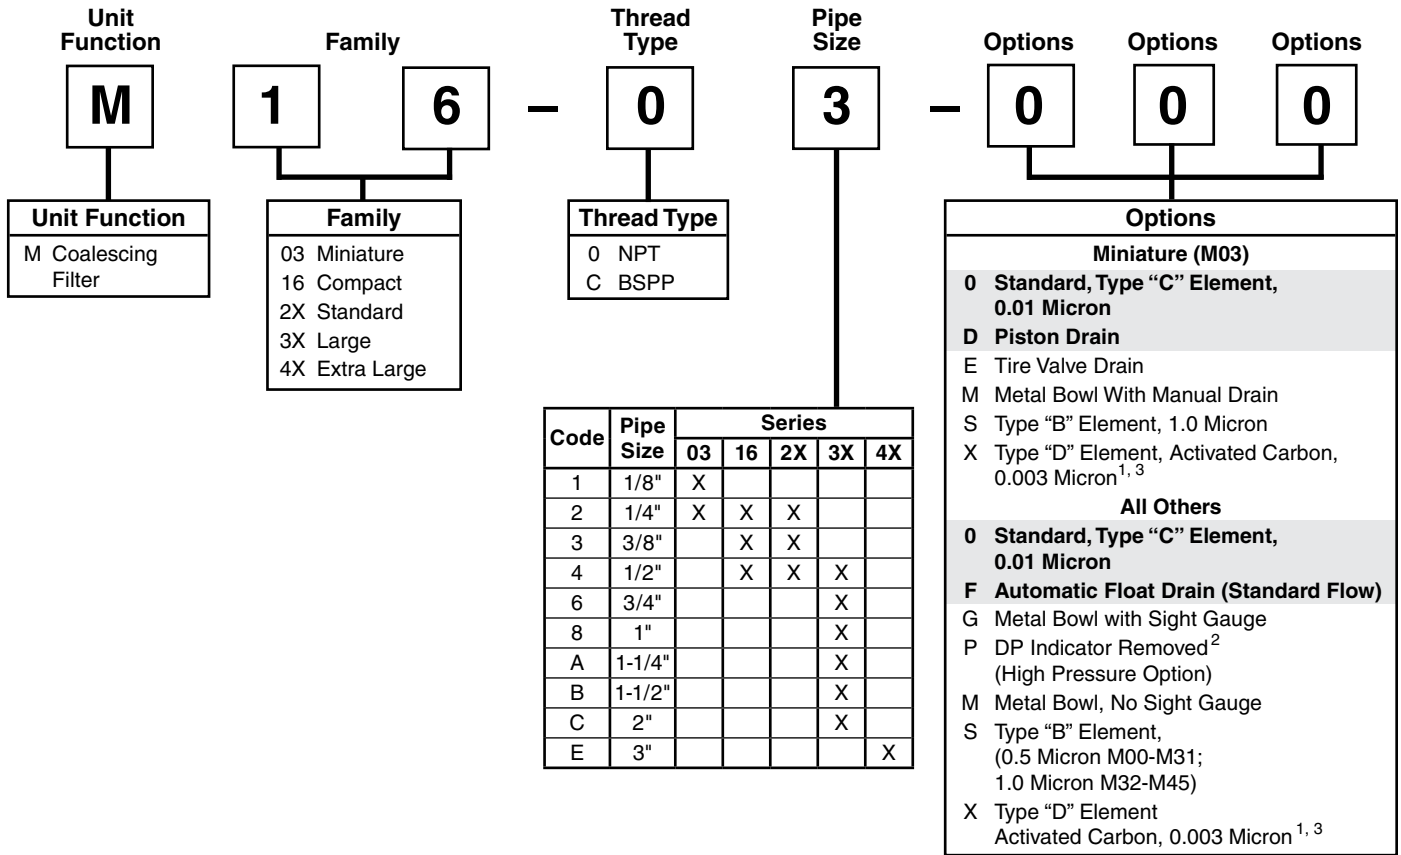 Unit
Function
Family
Thread
Type
Pipe
Size
Options
Options
Options
M
1
6
–
0
3
–
0
0
0
Unit Function
M Coalescing
Filter
Family
03 Miniature
16 Compact
2X Standard
3X Large
4X Extra Large
Thread Type
0 NPT
C BSPP
Code Pipe Size Series
03 16 2X 3X 4X
1 1/8" X
2 1/4" X X X
3 3/8" X X
4 1/2" X X X
6 3/4" X
8 1" X
A 1-1/4" X
B 1-1/2" X
C 2" X
E 3" X
Options
Miniature (M03)
0 Standard, Type “C” Element,
0.01 Micron
D Piston Drain
E Tire Valve Drain
M Metal Bowl With Manual Drain
S Type “B” Element, 1.0 Micron
X Type “D” Element, Activated Carbon,
0.003 Micron1, 3
All Others
0 Standard, Type “C” Element,
0.01 Micron
F Automatic Float Drain (Standard Flow)
G Metal Bowl with Sight Gauge
P DP Indicator Removed2
(High Pressure Option)
M Metal Bowl, No Sight Gauge
S Type “B” Element,
(0.5 Micron M00-M31;
1.0 Micron M32-M45)
X Type “D” Element
Activated Carbon, 0.003 Micron1, 3